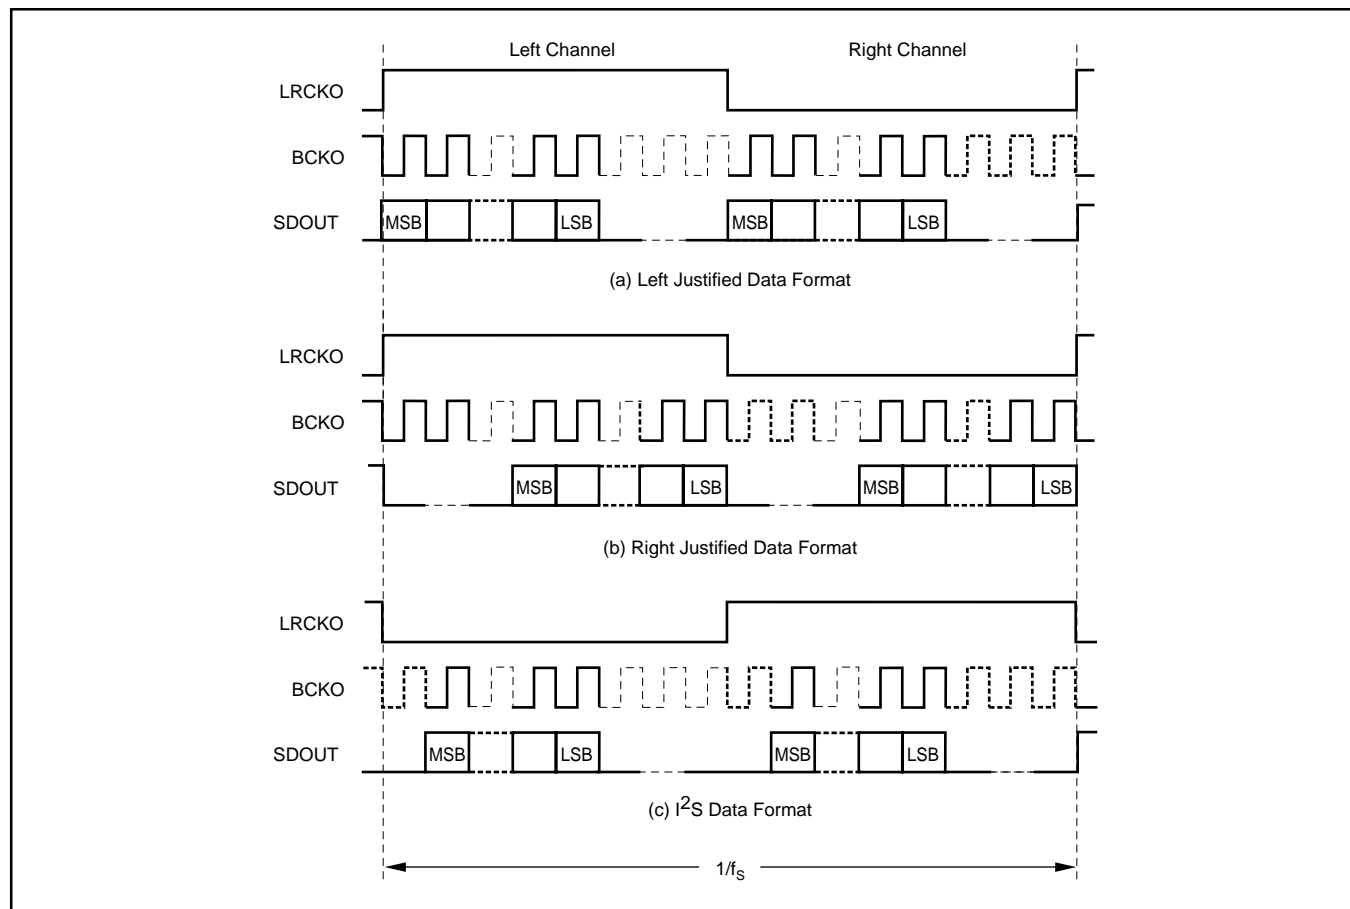 Left Channel Right Channel
LRCKO
BCKO
SDOUT MSB LSB MSB LSB
(a) Left Justified Data Format
LRCKO
BCKO
SDOUT MSB LSB MSB LSB
(b) Right Justified Data Format
LRCKO
BCKO
SDOUT MSB LSB MSB LSB
(c) I²S Data Format
1/fS